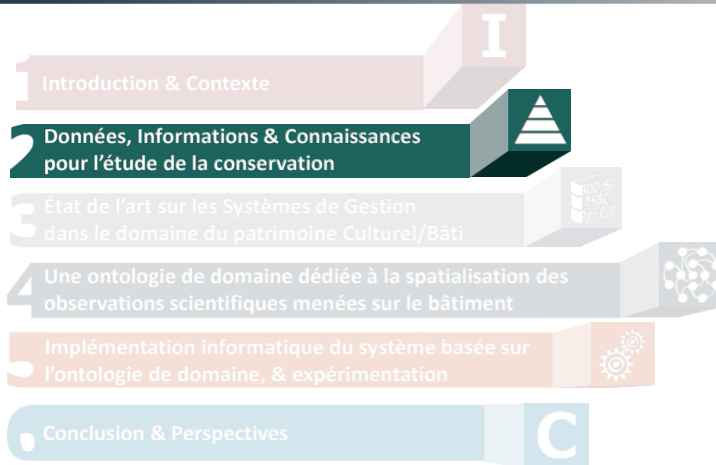 I
1 Introduction & Contexte
2 Données, Informations & Connaissances
pour l'étude de la conservation
3 État de l'art sur les Systèmes de Gestion
dans le domaine du patrimoine Culturel/Bâti
4 Une ontologie de domaine dédiée à la spatialisation des
observations scientifiques menées sur le bâtiment
Implémentation informatique du système basée sur
l'ontologie de domaine, & expérimentation
Conclusion & Perspectives
C